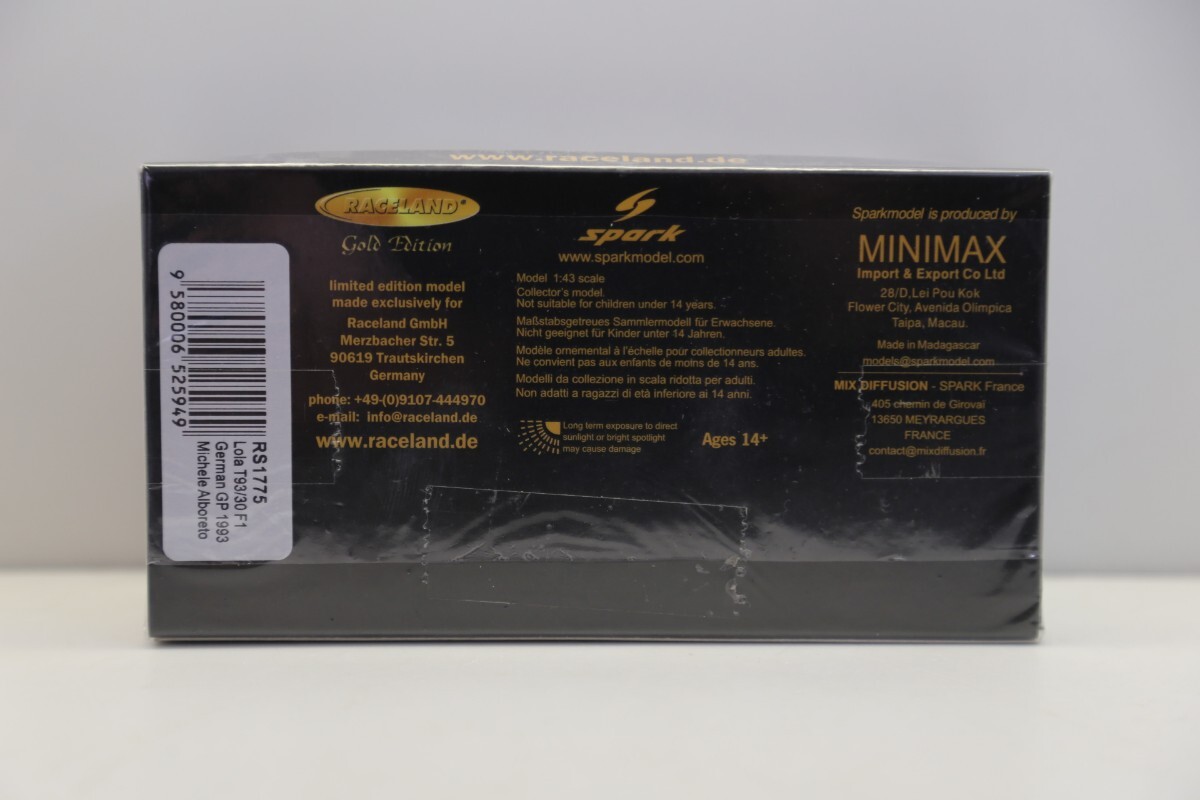 www.raceland.de
RACELAND®
Gold Edition
limited edition model
made exclusively for
Raceland GmbH
Merzbacher Str. 5
90619 Trautskirchen
Germany
phone: +49-(0)9107-444970
e-mail: info@raceland.de
www.raceland.de
spark
www.sparkmodel.com
Model 1:43 scale
Collector's model.
Not suitable for children under 14 years.
Maßstabsgetreues Sammlermodell für Erwachsene.
Nicht geeignet für Kinder unter 14 Jahren.
Modèle ornemental à l'échelle pour collectionneurs adultes.
Ne convient pas aux enfants de moins de 14 ans.
Modelli da collezione in scala ridotta per adulti.
Non adatti a ragazzi di età inferiore ai 14 anni.
Long term exposure to direct
sunlight or bright spotlight
may cause damage
Ages 14+
Sparkmodel is produced by
MINIMAX
Import & Export Co Ltd
28/D,Lei Pou Kok
Flower City, Avenida Olimpica
Taipa, Macau.
Made in Madagascar
models@sparkmodel.com
MIX DIFFUSION - SPARK France
405 chemin de Giroval
13650 MEYRARGUES
FRANCE
contact@mixdiffusion.fr
9 580006 525949
RS1775
Lola T93/30 F1
German GP 1993
Michele Alboreto